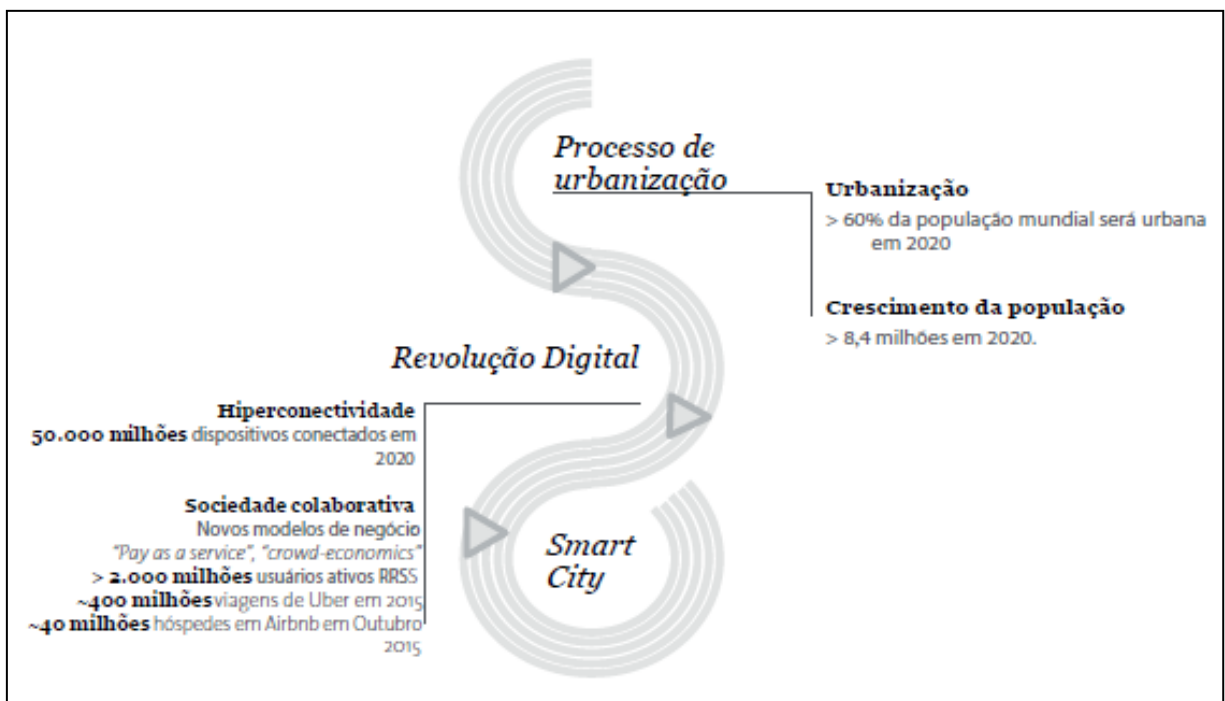 Processo de
urbanização
Urbanização
> 60% da população mundial será urbana
em 2020
Crescimento da população
> 8,4 milhões em 2020.
Revolução Digital
Hiperconectividade
50.000 milhões dispositivos conectados em
2020
Sociedade colaborativa
Novos modelos de negócio
"Pay as a service", "crowd-economics"
> 2.000 milhões usuários ativos RRSS
~400 milhões viagens de Uber em 2015
~40 milhões hóspedes em Airbnb em Outubro
2015
Smart
City